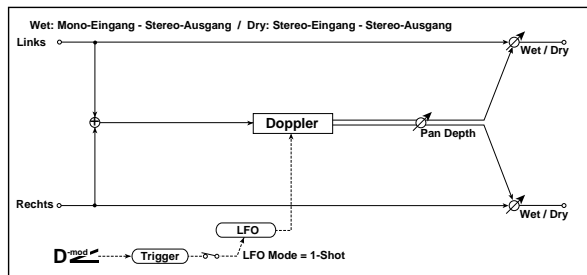 Wet: Mono-Eingang - Stereo-Ausgang / Dry: Stereo-Eingang - Stereo-Ausgang
Links
Wet / Dry
Doppler
Pan Depth
Rechts
Wet / Dry
LFO
D-mod
Trigger
LFO Mode = 1-Shot